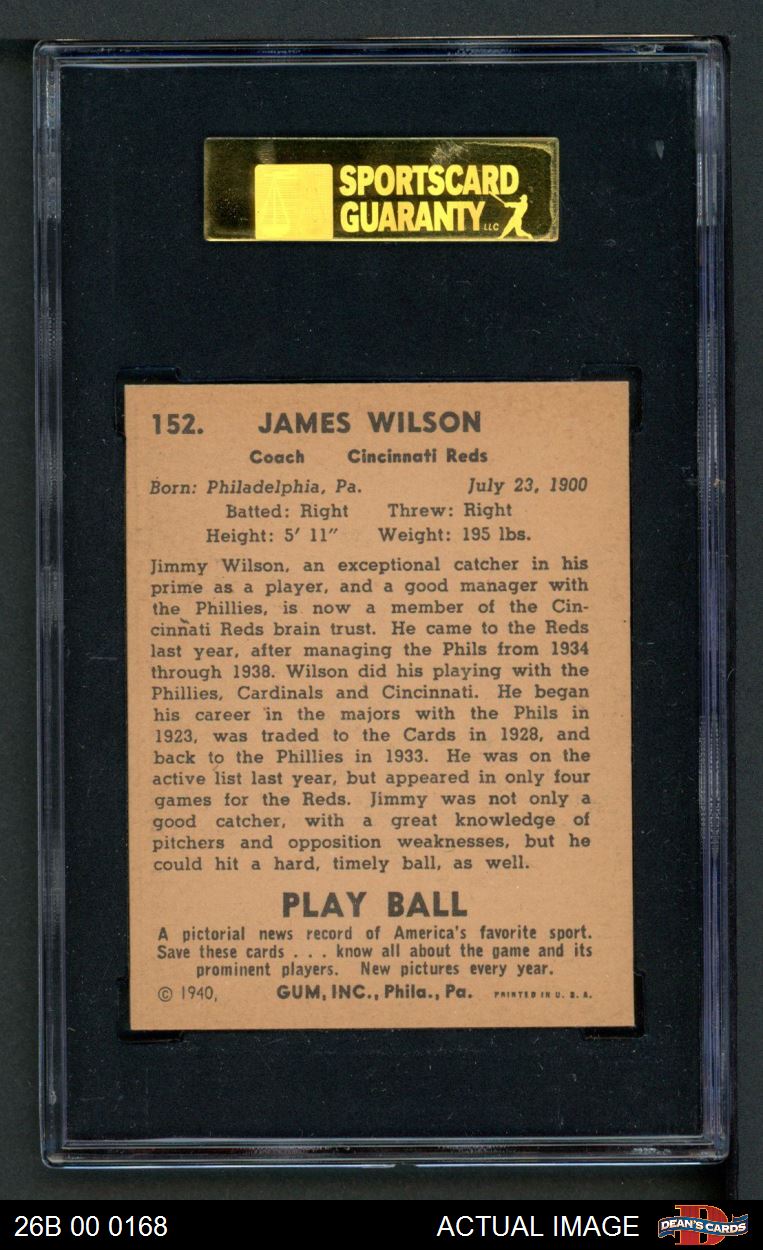 SPORTSCARD
GUARANTY LLC
152. JAMES WILSON
Coach Cincinnati Reds
Born: Philadelphia, Pa. July 23, 1900
Batted: Right Threw: Right
Height: 5' 11" Weight: 195 lbs.
Jimmy Wilson, an exceptional catcher in his
prime as a player, and a good manager with
the Phillies, is now a member of the Cin-
cinnati Reds brain trust. He came to the Reds
last year, after managing the Phils from 1934
through 1938. Wilson did his playing with the
Phillies, Cardinals and Cincinnati. He began
his career in the majors with the Phils in
1923, was traded to the Cards in 1928, and
back to the Phillies in 1933. He was on the
active list last year, but appeared in only four
games for the Reds. Jimmy was not only a
good catcher, with a great knowledge of
pitchers and opposition weaknesses, but he
could hit a hard, timely ball, as well.
PLAY BALL
A pictorial news record of America's favorite sport.
Save these cards . . . know all about the game and its
prominent players. New pictures every year.
© 1940, GUM, INC., Phila., Pa. PRINTED IN U. S. A.
26B 00 0168 ACTUAL IMAGE DEAN'S CARDS